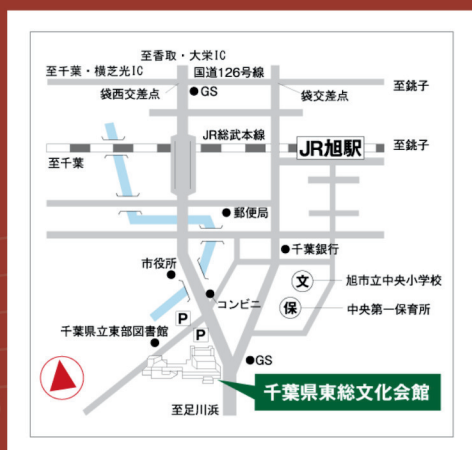 至香取・大栄IC
至千葉・横芝光IC
国道126号線
袋西交差点
GS
袋交差点
至銚子
JR総武本線
JR旭駅
至銚子
至千葉
郵便局
千葉銀行
市役所
文
旭市立中央小学校
コンビニ
保
中央第一保育所
P
P
千葉県立東部図書館
GS
千葉県東総文化会館
至足川浜